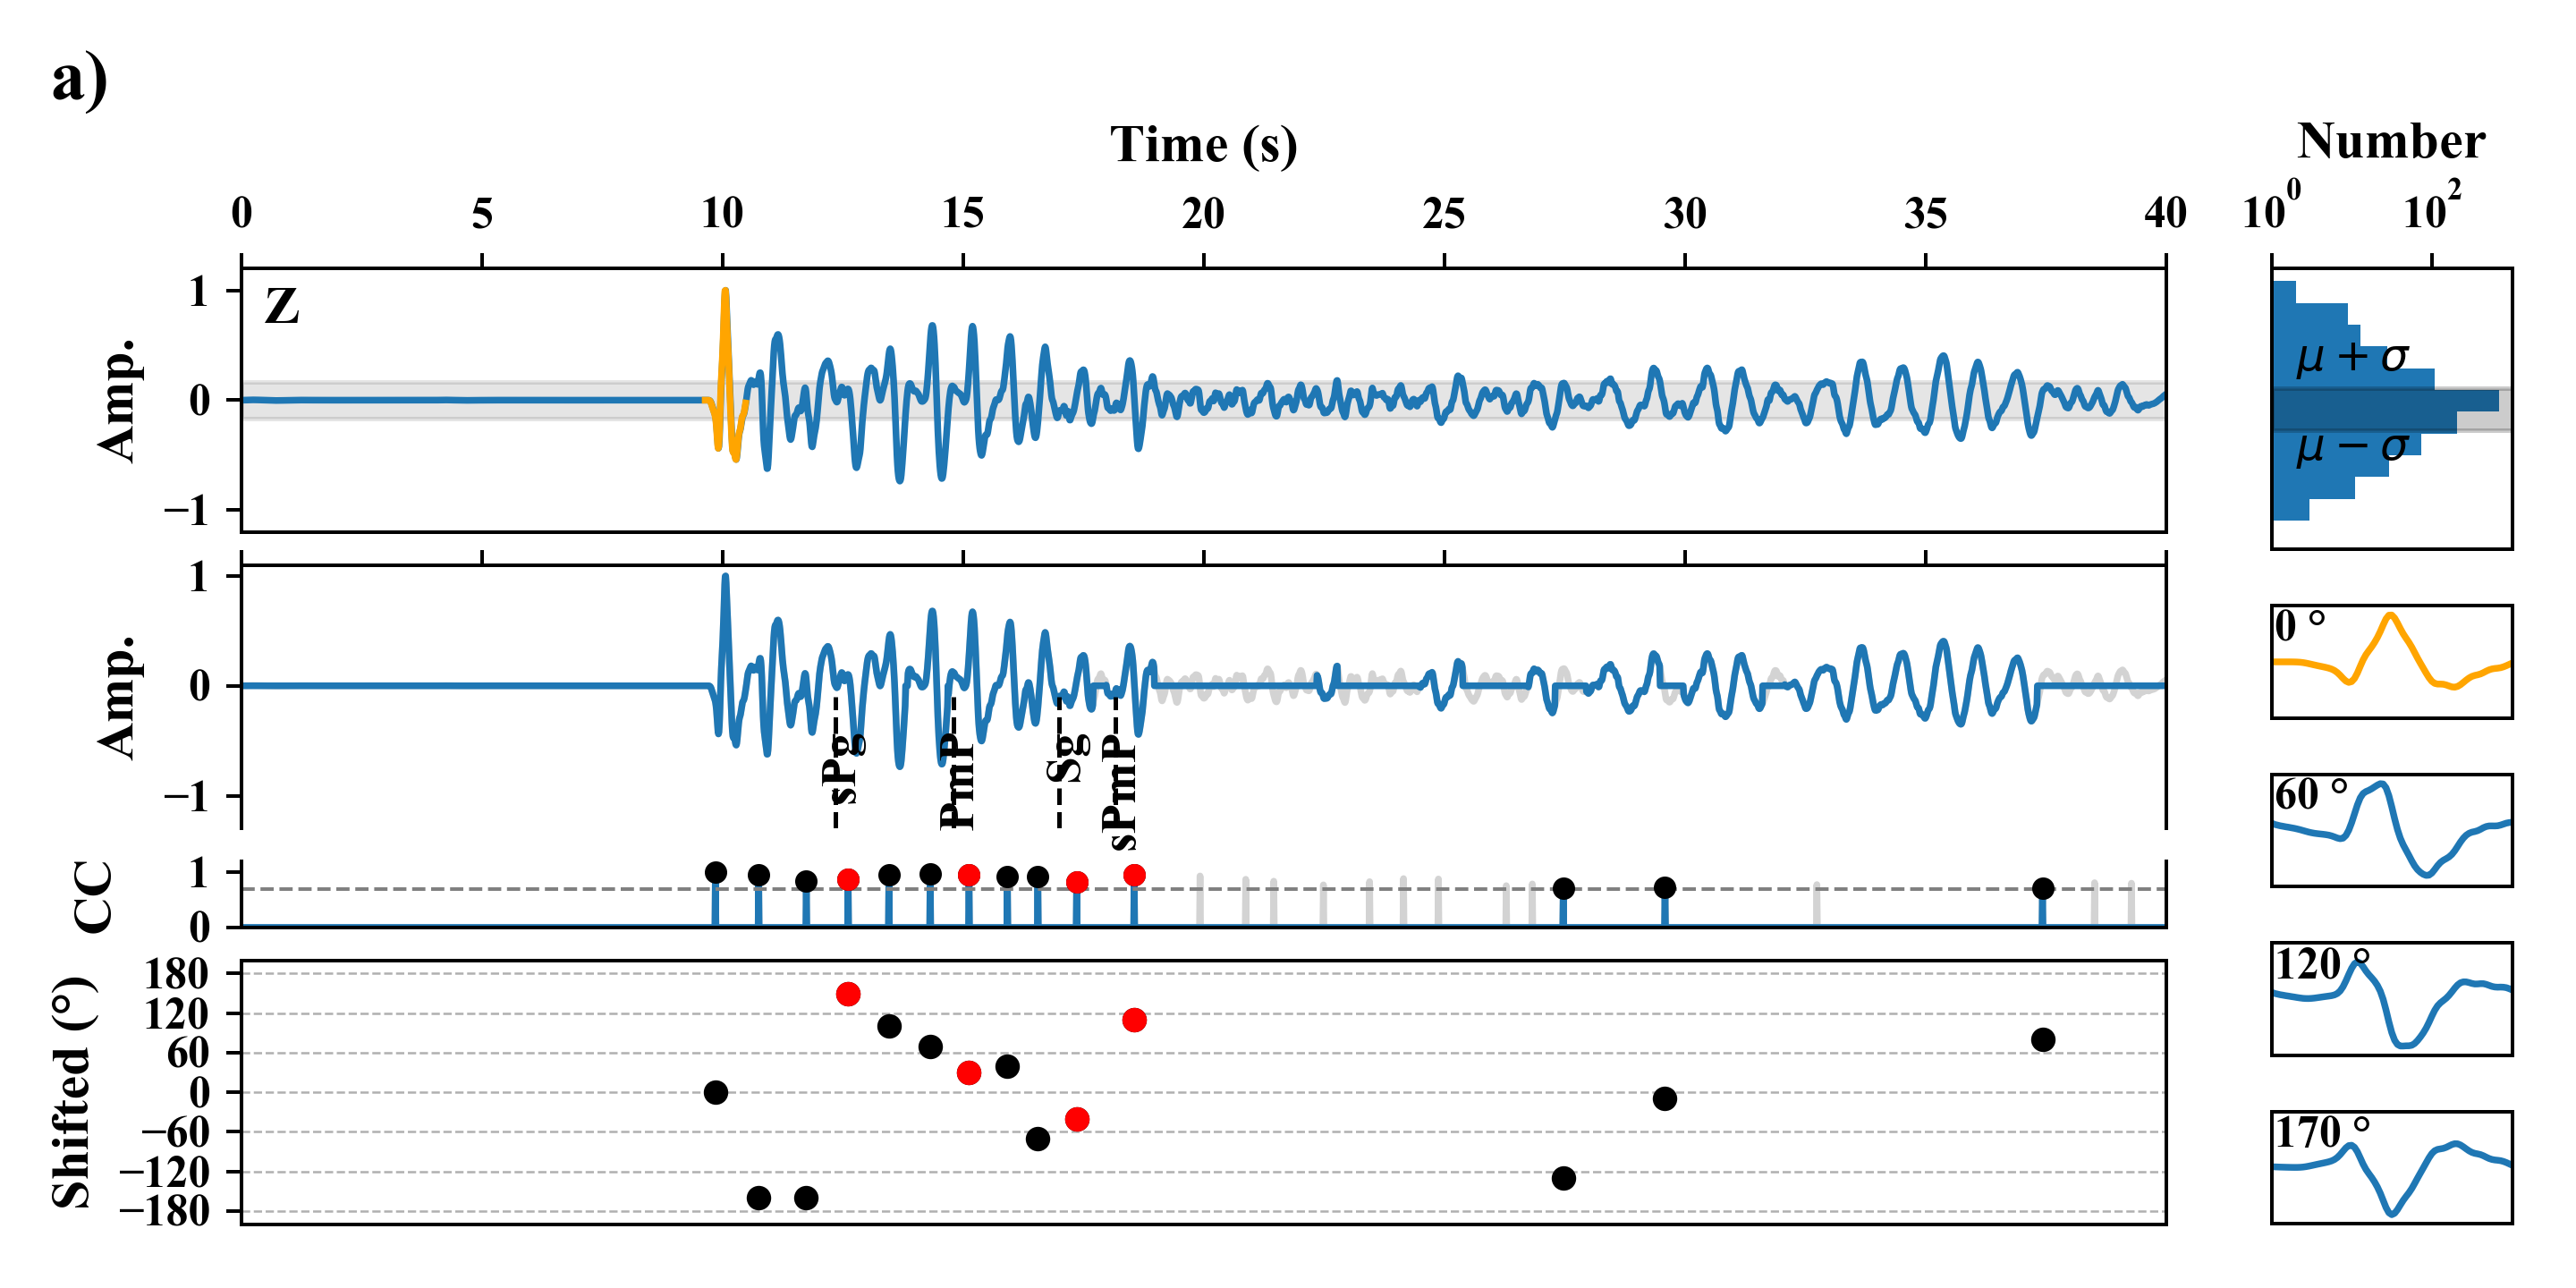 a)
Time (s)
Number
0 5 10 15 20 25 30 35 40
10^0 10^2
Z
Amp.
1
0
−1
μ + σ
μ − σ
Amp.
1
0
−1
sPg
PmP
Sg
sPmP
0 °
60 °
CC
1
0
120 °
Shifted (°)
180
120
60
0
−60
−120
−180
170 °